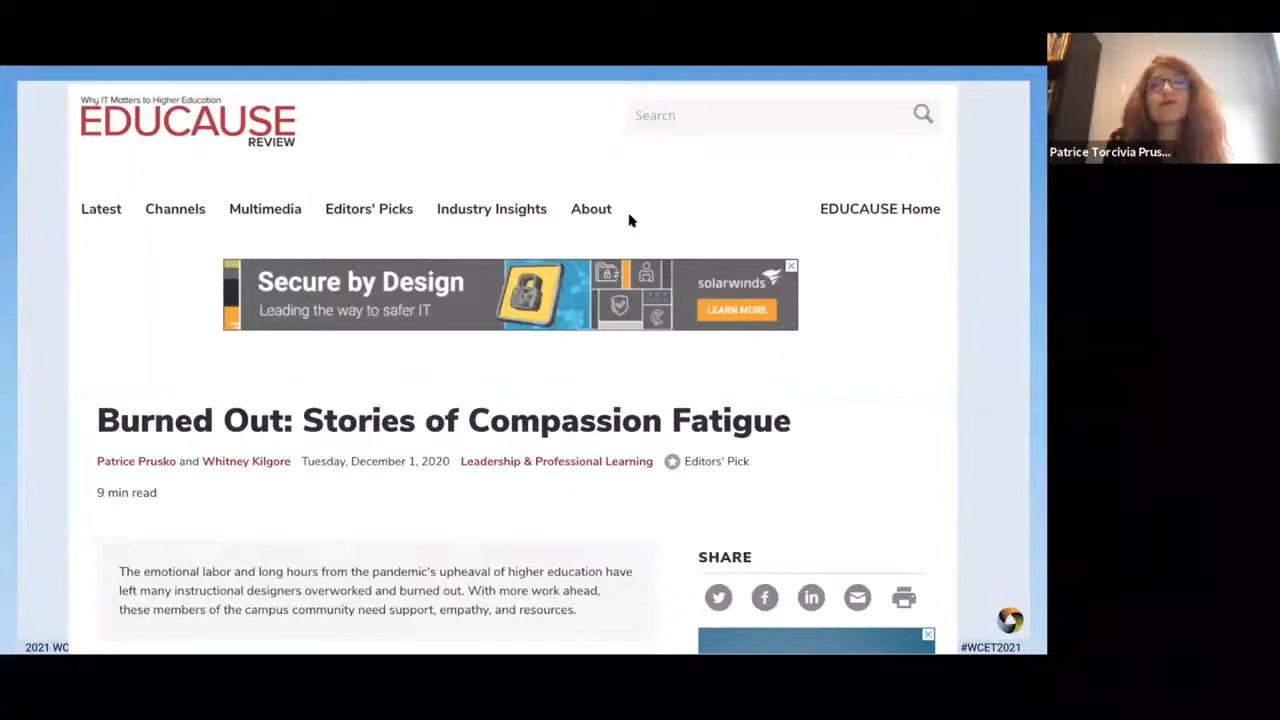 Why IT Matters to Higher Education
EDUCAUSE
REVIEW
Search
Patrice Torcivia Prus...
Latest Channels Multimedia Editors' Picks Industry Insights About EDUCAUSE Home
Secure by Design
Leading the way to safer IT
solarwinds
LEARN MORE
Burned Out: Stories of Compassion Fatigue
Patrice Prusko and Whitney Kilgore Tuesday, December 1, 2020 Leadership & Professional Learning Editors' Pick
9 min read
The emotional labor and long hours from the pandemic's upheaval of higher education have
left many instructional designers overworked and burned out. With more work ahead,
these members of the campus community need support, empathy, and resources.
SHARE
2021 WC
#WCET2021